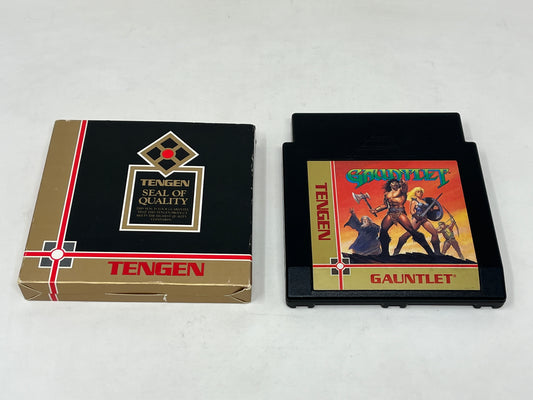 TENGEN
SEAL OF
QUALITY
TENGEN
GAUNTLET
TENGEN
GAUNTLET